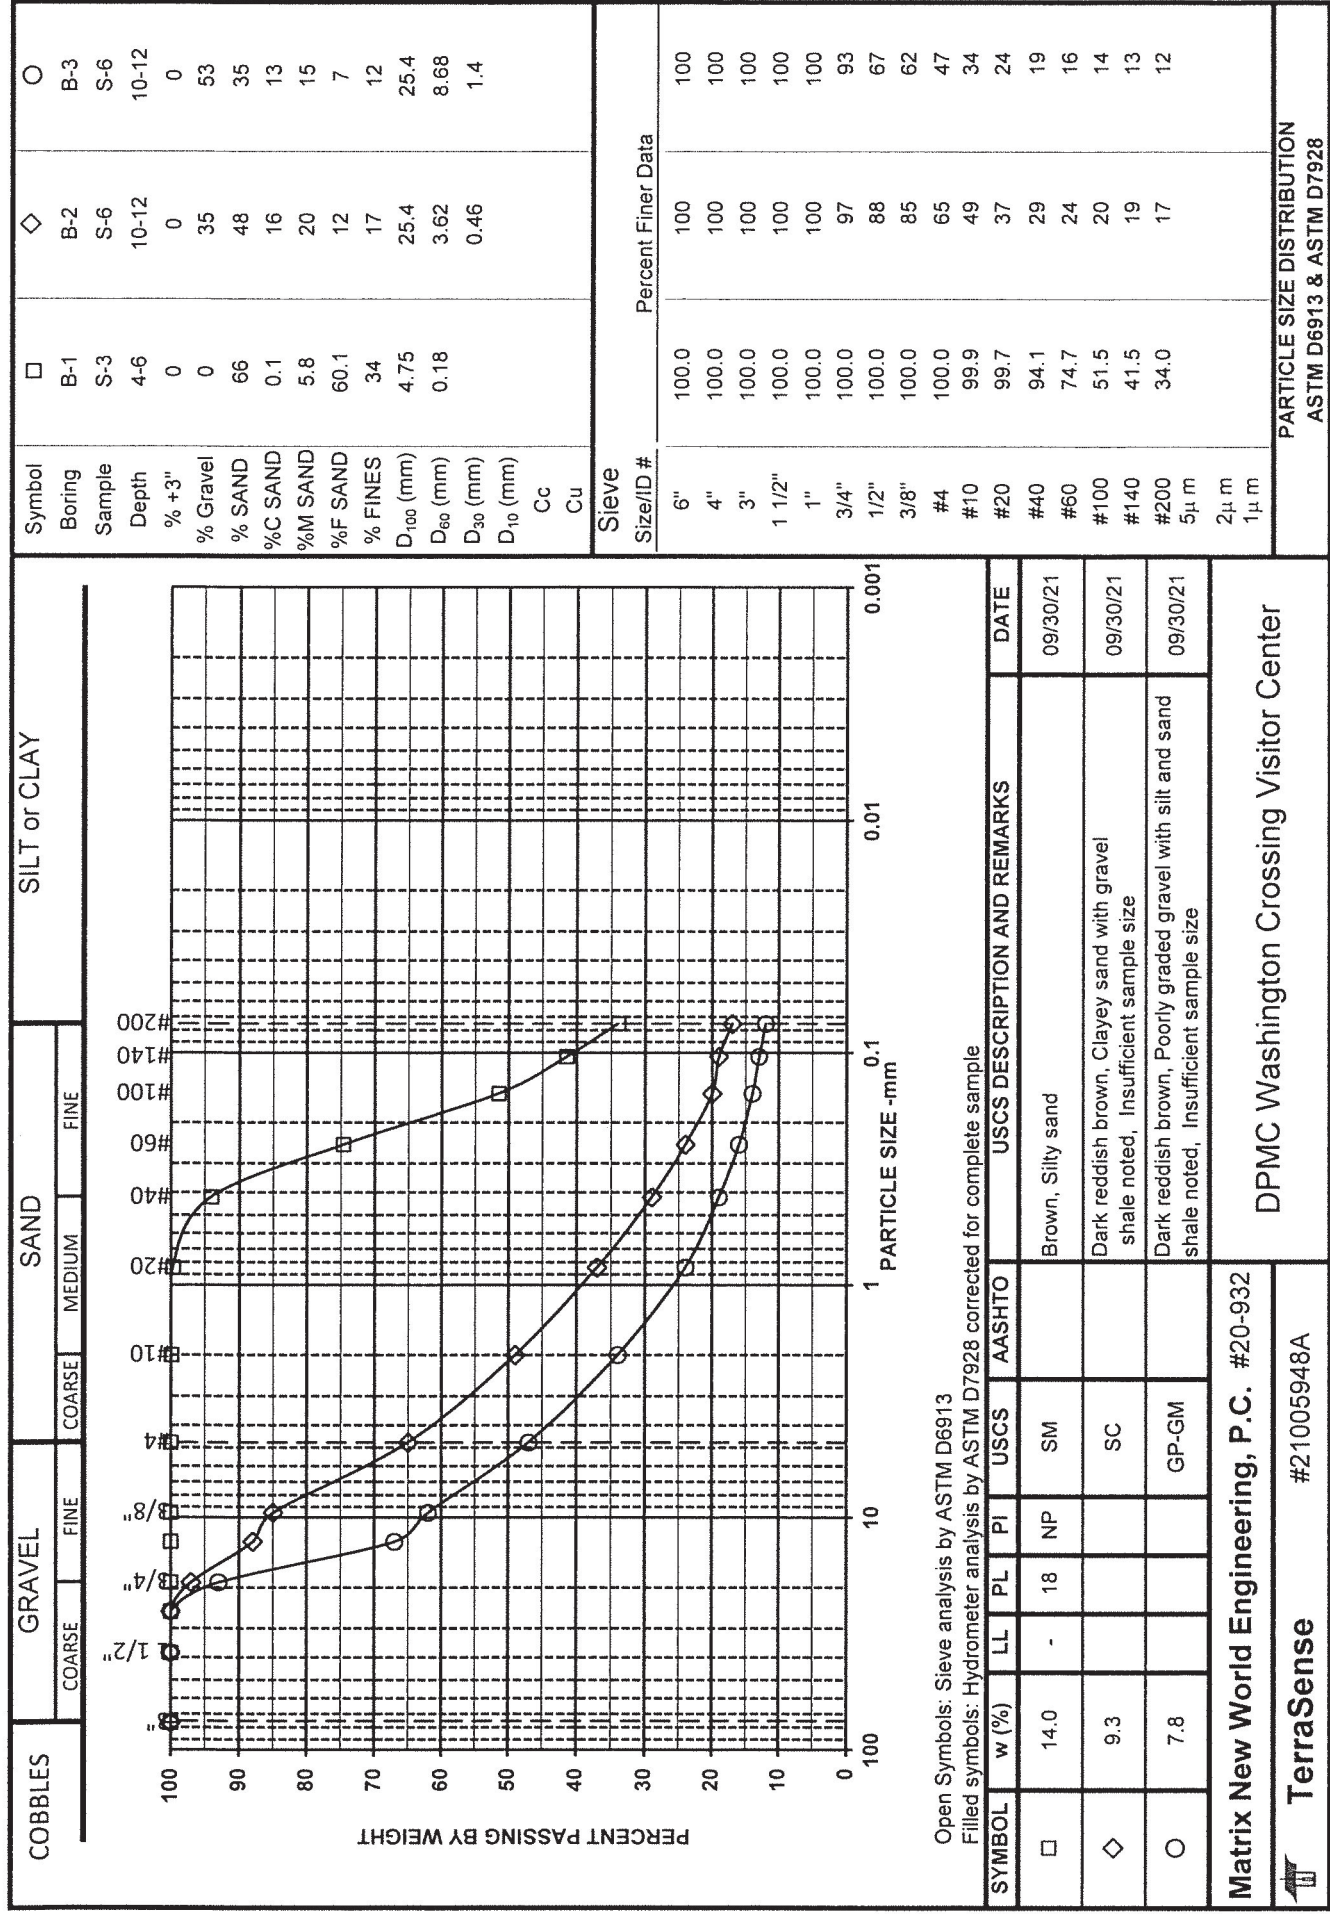 COBBLES GRAVEL SAND SILT or CLAY
COARSE FINE COARSE MEDIUM FINE
3" 1 1/2" 3/4" 3/8" #4 #10 #20 #40 #60 #100 #140 #200
PERCENT PASSING BY WEIGHT
100
90
80
70
60
50
40
30
20
10
0
100 10 1 0.1 0.01 0.001
PARTICLE SIZE -mm
Open Symbols: Sieve analysis by ASTM D6913
Filled symbols: Hydrometer analysis by ASTM D7928 corrected for complete sample
SYMBOL w (%) LL PL PI USCS AASHTO USCS DESCRIPTION AND REMARKS DATE
□ 14.0 - 18 NP SM Brown, Silty sand 09/30/21
◇ 9.3 SC Dark reddish brown, Clayey sand with gravel 09/30/21
shale noted, Insufficient sample size
○ 7.8 GP-GM Dark reddish brown, Poorly graded gravel with silt and sand 09/30/21
shale noted, Insufficient sample size
Matrix New World Engineering, P.C. #20-932
DPMC Washington Crossing Visitor Center
TerraSense #21005948A
Symbol □ ◇ ○
Boring B-1 B-2 B-3
Sample S-3 S-6 S-6
Depth 4-6 10-12 10-12
% +3" 0 0 0
% Gravel 0 35 53
% SAND 66 48 35
%C SAND 0.1 16 13
%M SAND 5.8 20 15
%F SAND 60.1 12 7
% FINES 34 17 12
D100 (mm) 4.75 25.4 25.4
D60 (mm) 0.18 3.62 8.68
D30 (mm) 0.46 1.4
D10 (mm)
Cc
Cu
Sieve
Size/ID # Percent Finer Data
6" 100.0 100 100
4" 100.0 100 100
3" 100.0 100 100
1 1/2" 100.0 100 100
1" 100.0 100 100
3/4" 100.0 97 93
1/2" 100.0 88 67
3/8" 100.0 85 62
#4 100.0 65 47
#10 99.9 49 34
#20 99.7 37 24
#40 94.1 29 19
#60 74.7 24 16
#100 51.5 20 14
#140 41.5 19 13
#200 34.0 17 12
5μ m
2μ m
1μ m
PARTICLE SIZE DISTRIBUTION
ASTM D6913 & ASTM D7928